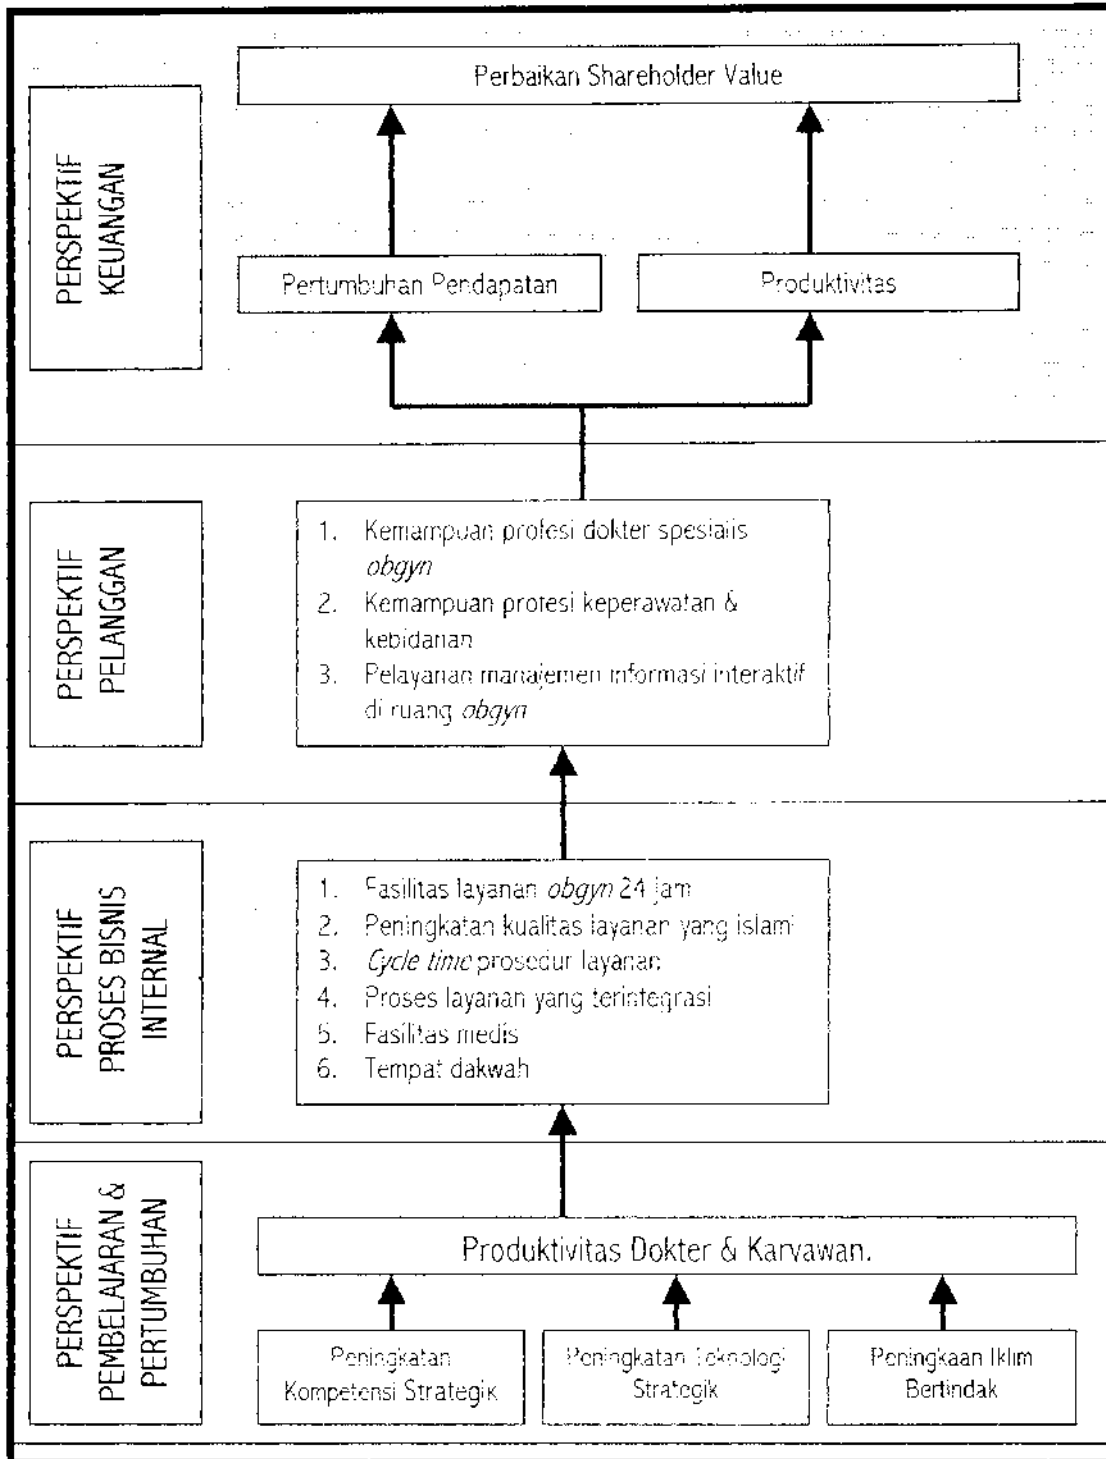 PERSPEKTIF
KEUANGAN
Perbaikan Shareholder Value
Pertumbuhan Pendapatan
Produktivitas
PERSPEKTIF
PELANGGAN
1. Kemampuan profesi dokter spesialis
obgyn
2. Kemampuan profesi keperawatan &
kebidanan
3. Pelayanan manajemen informasi interaktif
di ruang obgyn
PERSPEKTIF
PROSES BISNIS
INTERNAL
1. Fasilitas layanan obgyn 24 jam
2. Peningkatan kualitas layanan yang islami
3. Cycle time prosedur layanan
4. Proses layanan yang terintegrasi
5. Fasilitas medis
6. Tempat dakwah
PERSPEKTIF
PEMBELAJARAN &
PERTUMBUHAN
Produktivitas Dokter & Karyawan.
Peningkatan
Kompetensi Strategik
Peningkatan Teknologi
Strategik
Peningkaan Iklim
Bertindak